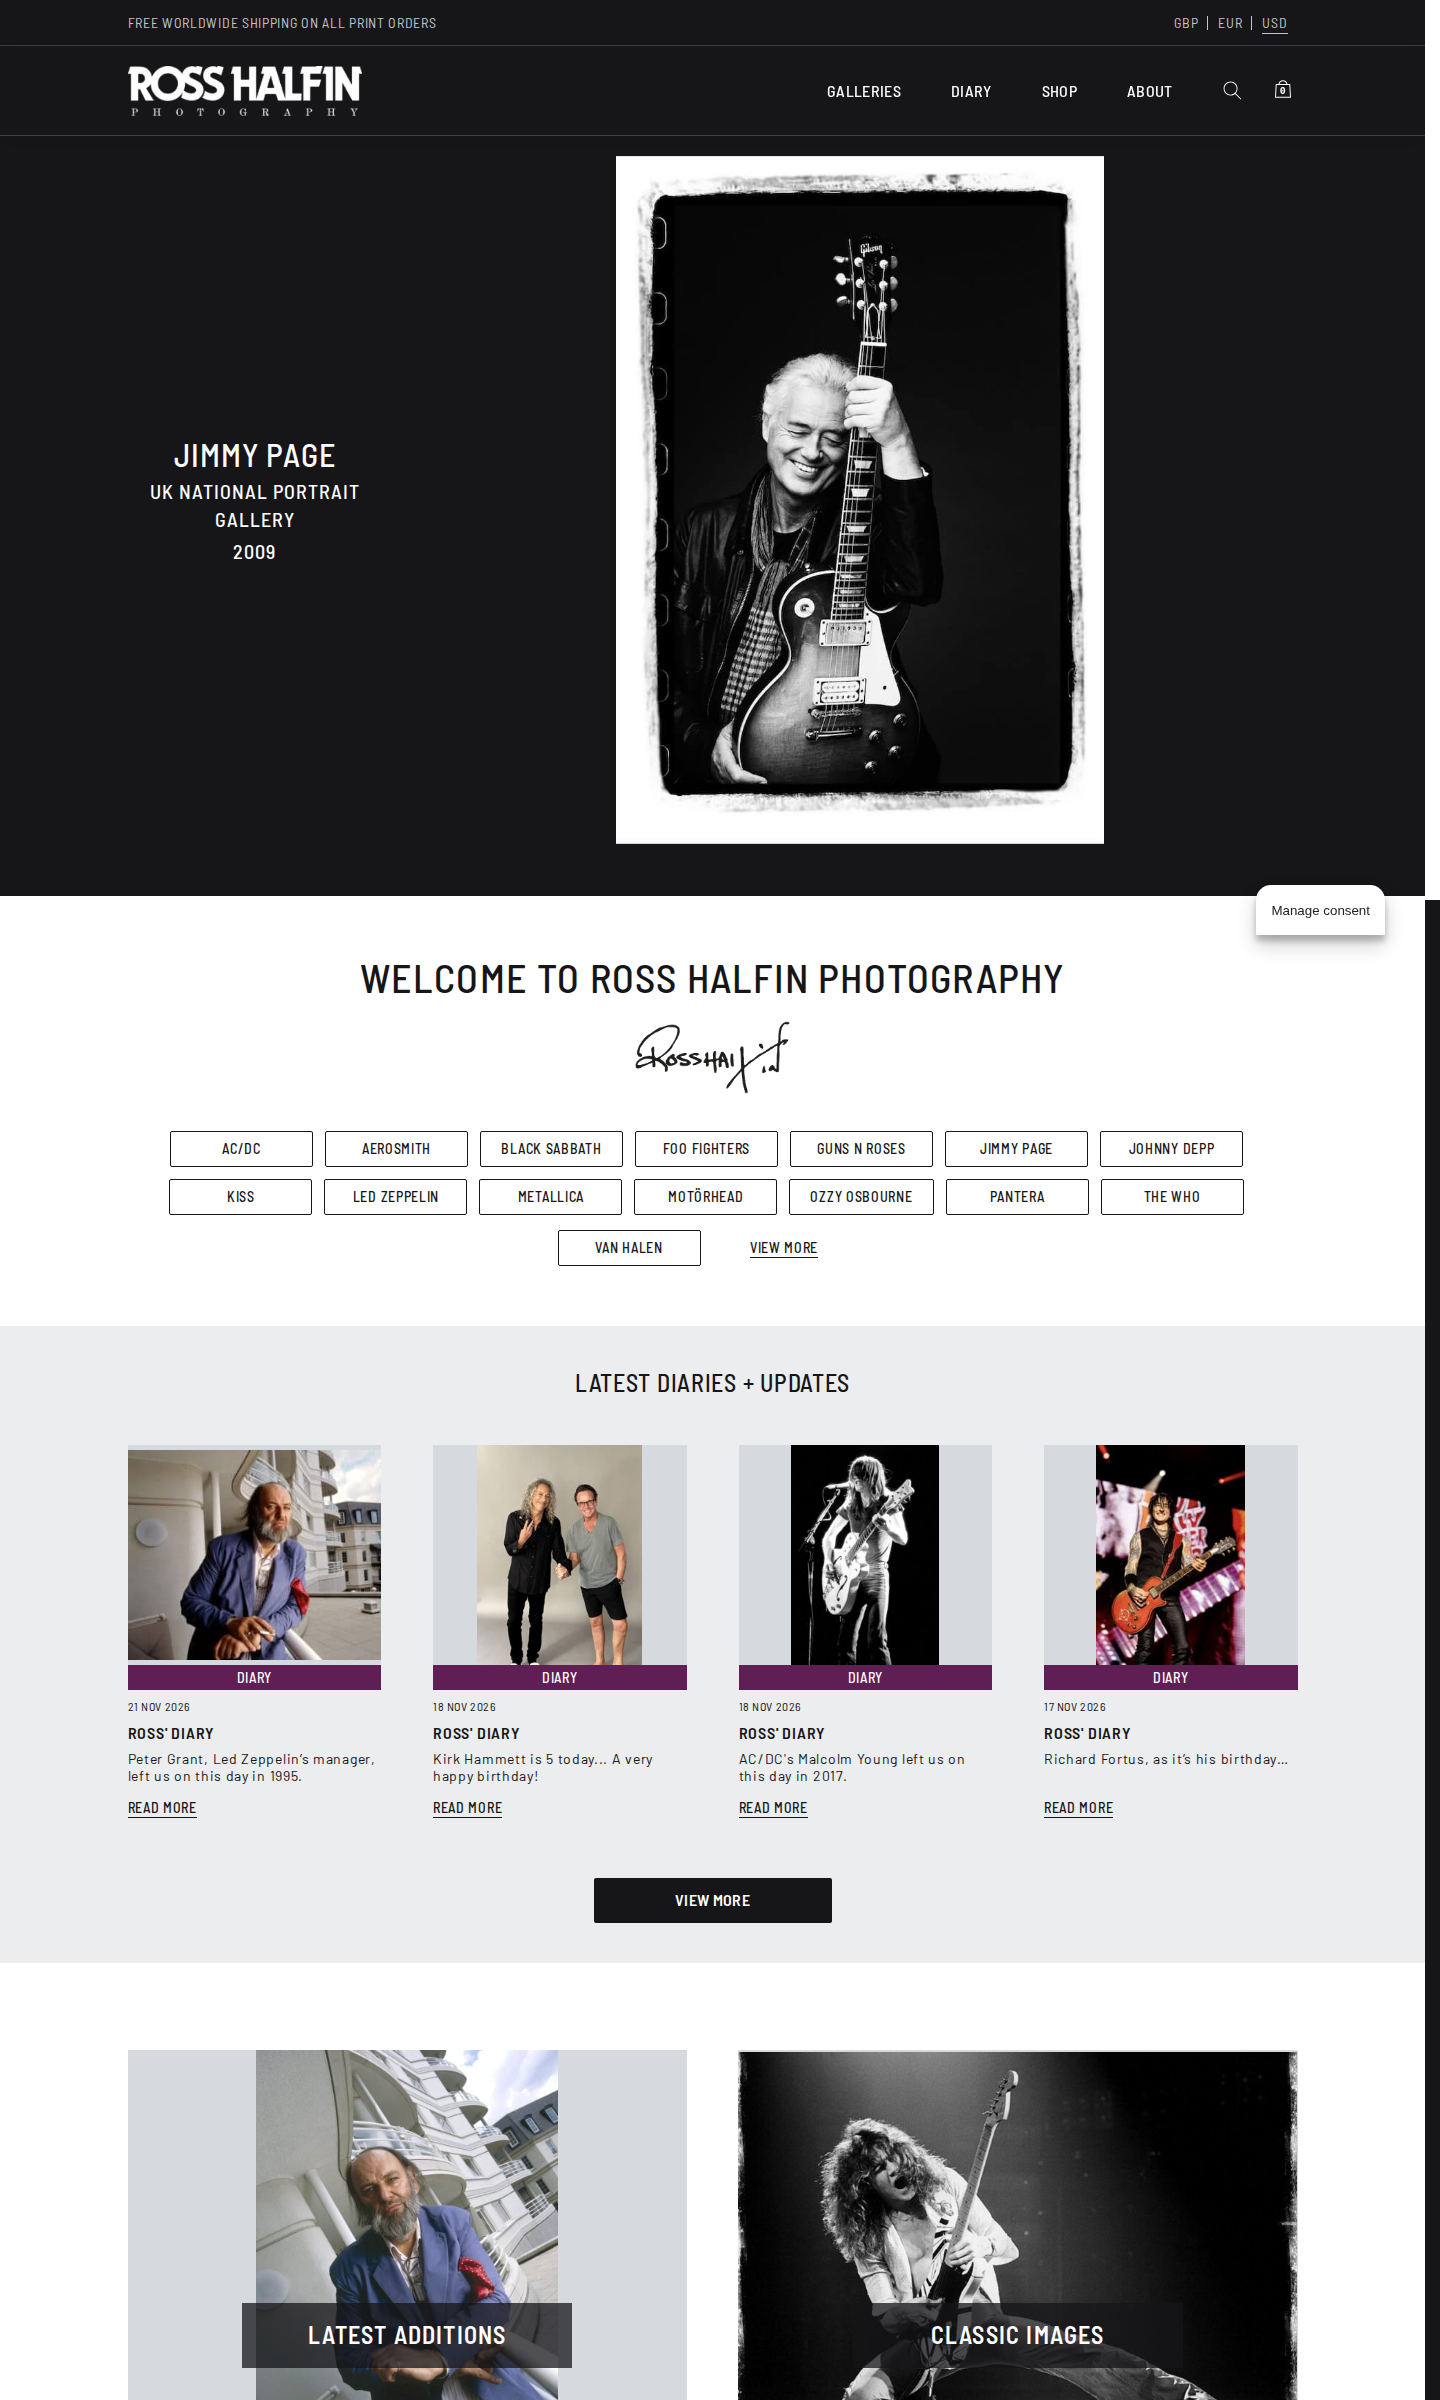 FREE WORLDWIDE SHIPPING ON ALL PRINT ORDERS
GBP | EUR | USD
ROSS HALFIN
PHOTOGRAPHY
GALLERIES DIARY SHOP ABOUT
0
Gibson
JIMMY PAGE
UK NATIONAL PORTRAIT
GALLERY
2009
Manage consent
WELCOME TO ROSS HALFIN PHOTOGRAPHY
AC/DC AEROSMITH BLACK SABBATH FOO FIGHTERS GUNS N ROSES JIMMY PAGE JOHNNY DEPP
KISS LED ZEPPELIN METALLICA MOTÖRHEAD OZZY OSBOURNE PANTERA THE WHO
VAN HALEN VIEW MORE
LATEST DIARIES + UPDATES
DIARY
21 NOV 2026
ROSS' DIARY
Peter Grant, Led Zeppelin’s manager,
left us on this day in 1995.
READ MORE
DIARY
18 NOV 2026
ROSS' DIARY
Kirk Hammett is 5 today... A very
happy birthday!
READ MORE
DIARY
18 NOV 2026
ROSS' DIARY
AC/DC's Malcolm Young left us on
this day in 2017.
READ MORE
DIARY
17 NOV 2026
ROSS' DIARY
Richard Fortus, as it’s his birthday…
READ MORE
VIEW MORE
LATEST ADDITIONS
CLASSIC IMAGES